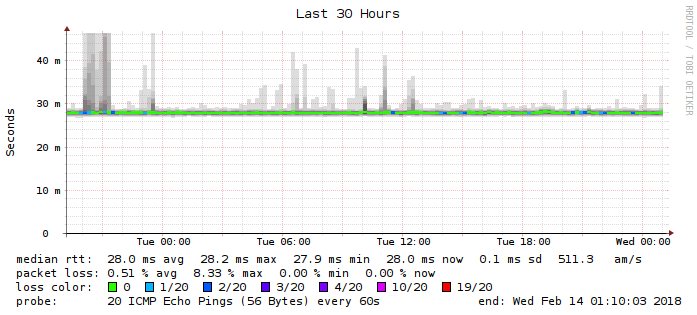 Last 30 Hours
RRDTOOL / TOBI OETIKER
Seconds
40 m
30 m
20 m
10 m
0
Tue 00:00 Tue 06:00 Tue 12:00 Tue 18:00 Wed 00:00
median rtt: 28.0 ms avg 28.2 ms max 27.9 ms min 28.0 ms now 0.1 ms sd 511.3 am/s
packet loss: 0.51 % avg 8.33 % max 0.00 % min 0.00 % now
loss color: 0 1/20 2/20 3/20 4/20 10/20 19/20
probe: 20 ICMP Echo Pings (56 Bytes) every 60s end: Wed Feb 14 01:10:03 2018